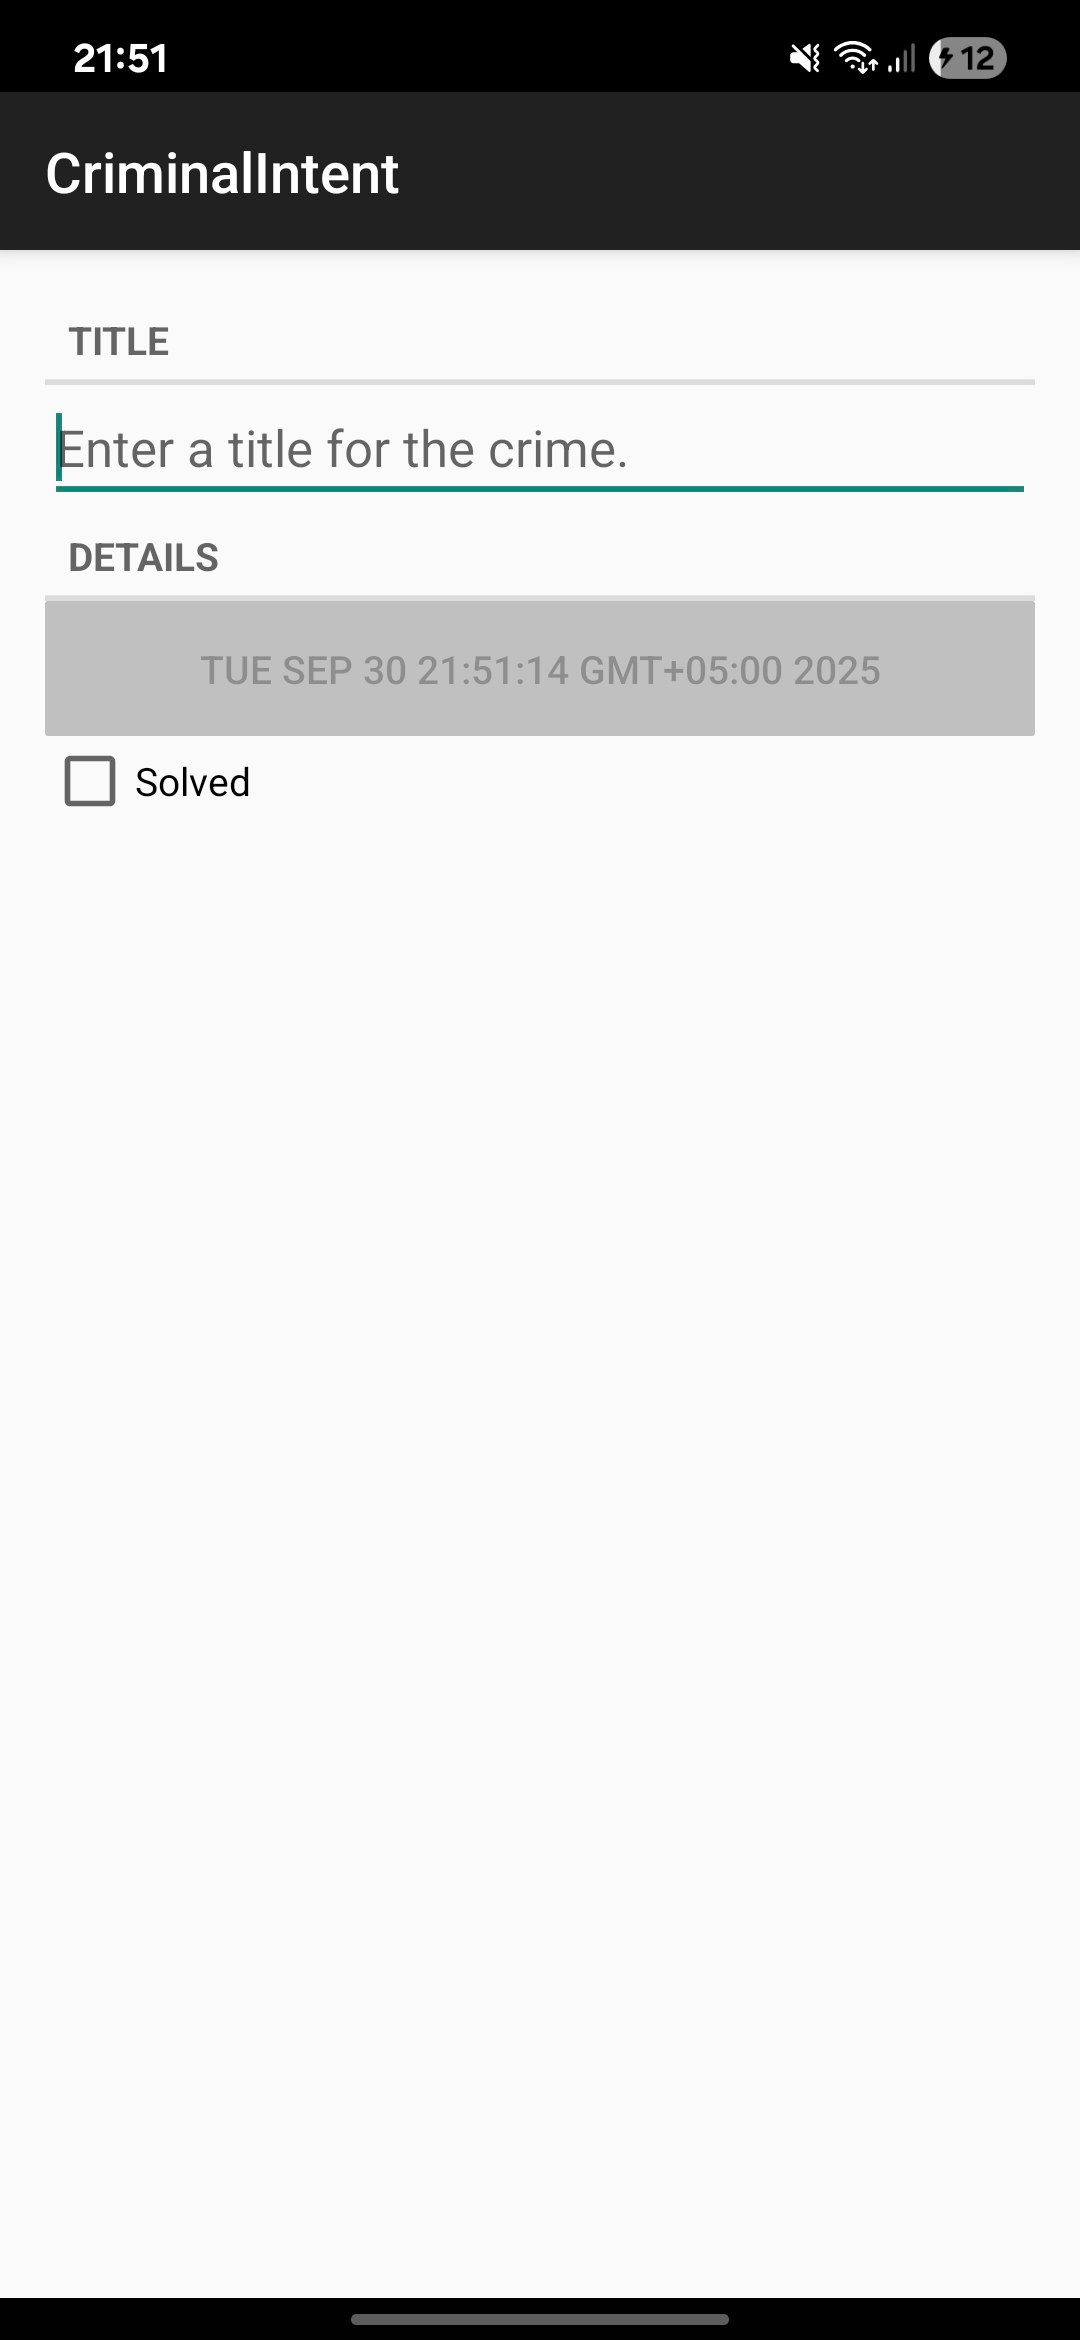 21:51
12
CriminalIntent
TITLE
Enter a title for the crime.
DETAILS
TUE SEP 30 21:51:14 GMT+05:00 2025
Solved